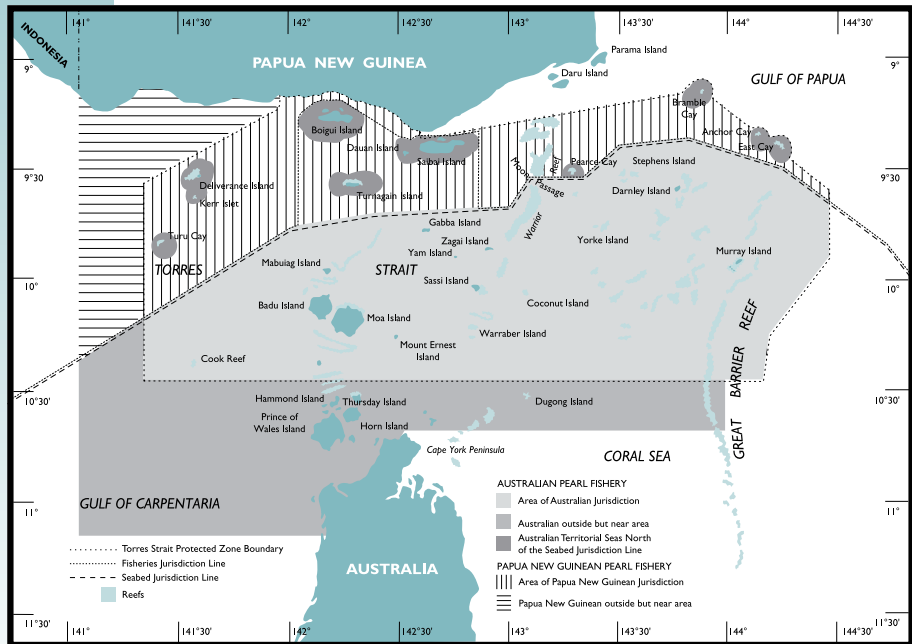 141°
141°30'
142°
142°30'
143°
143°30'
144°
144°30'
INDONESIA
PAPUA NEW GUINEA
Parama Island
Daru Island
GULF OF PAPUA
9°
9°
Bramble
Cay
Boigui Island
Anchor Cay
East Cay
Dauan Island
Saibai Island
Moon Passage
Reef
Pearce Cay
Stephens Island
9°30'
9°30'
Deliverance Island
Kerr Islet
Turnagain Island
Darnley Island
Warrior
Gabba Island
Turu Cay
Zagai Island
Yam Island
Yorke Island
Murray Island
TORRES
STRAIT
Mabuiag Island
10°
10°
Sassi Island
Badu Island
Moa Island
Coconut Island
Warraber Island
Mount Ernest
Island
Cook Reef
GREAT BARRIER REEF
10°30'
10°30'
Hammond Island
Thursday Island
Dugong Island
Prince of
Wales Island
Horn Island
Cape York Peninsula
CORAL SEA
GULF OF CARPENTARIA
11°
11°
AUSTRALIA
AUSTRALIAN PEARL FISHERY
Area of Australian Jurisdiction
Australian outside but near area
Australian Territorial Seas North
of the Seabed Jurisdiction Line
PAPUA NEW GUINEAN PEARL FISHERY
Area of Papua New Guinean Jurisdiction
Papua New Guinean outside but near area
Torres Strait Protected Zone Boundary
Fisheries Jurisdiction Line
Seabed Jurisdiction Line
Reefs
11°30'
11°30'
141°
141°30'
142°
142°30'
143°
143°30'
144°
144°30'